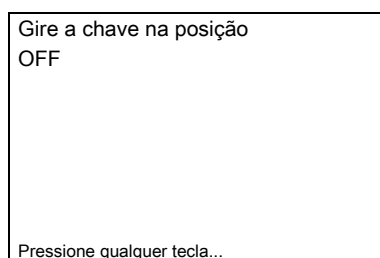 Gire a chave na posição
OFF
Pressione qualquer tecla...